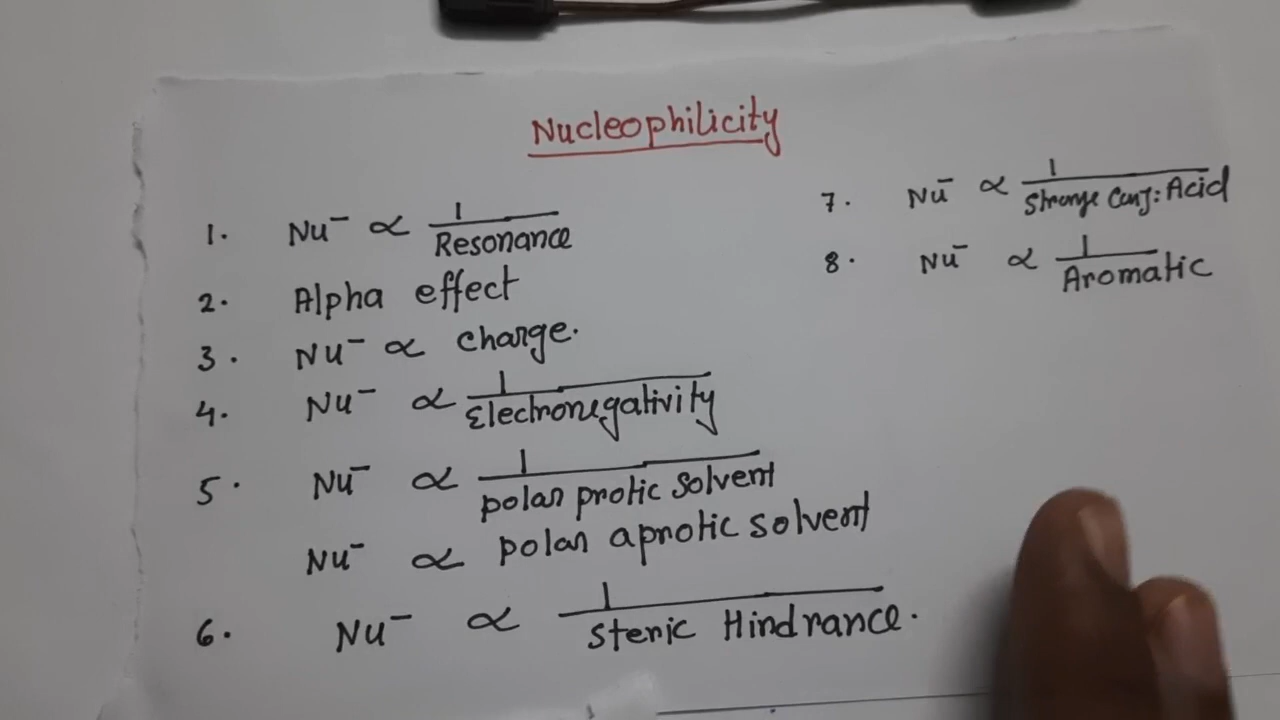 Nucleophilicity
1. Nu⁻ ∝ 1/Resonance
2. Alpha effect
3. Nu⁻ ∝ charge.
4. Nu⁻ ∝ 1/Electronegativity
5. Nu⁻ ∝ 1/polar protic solvent
Nu⁻ ∝ polar aprotic solvent
6. Nu⁻ ∝ 1/Steric Hindrance.
7. Nu⁻ ∝ 1/Stronge Conj: Acid
8. Nu⁻ ∝ 1/Aromatic